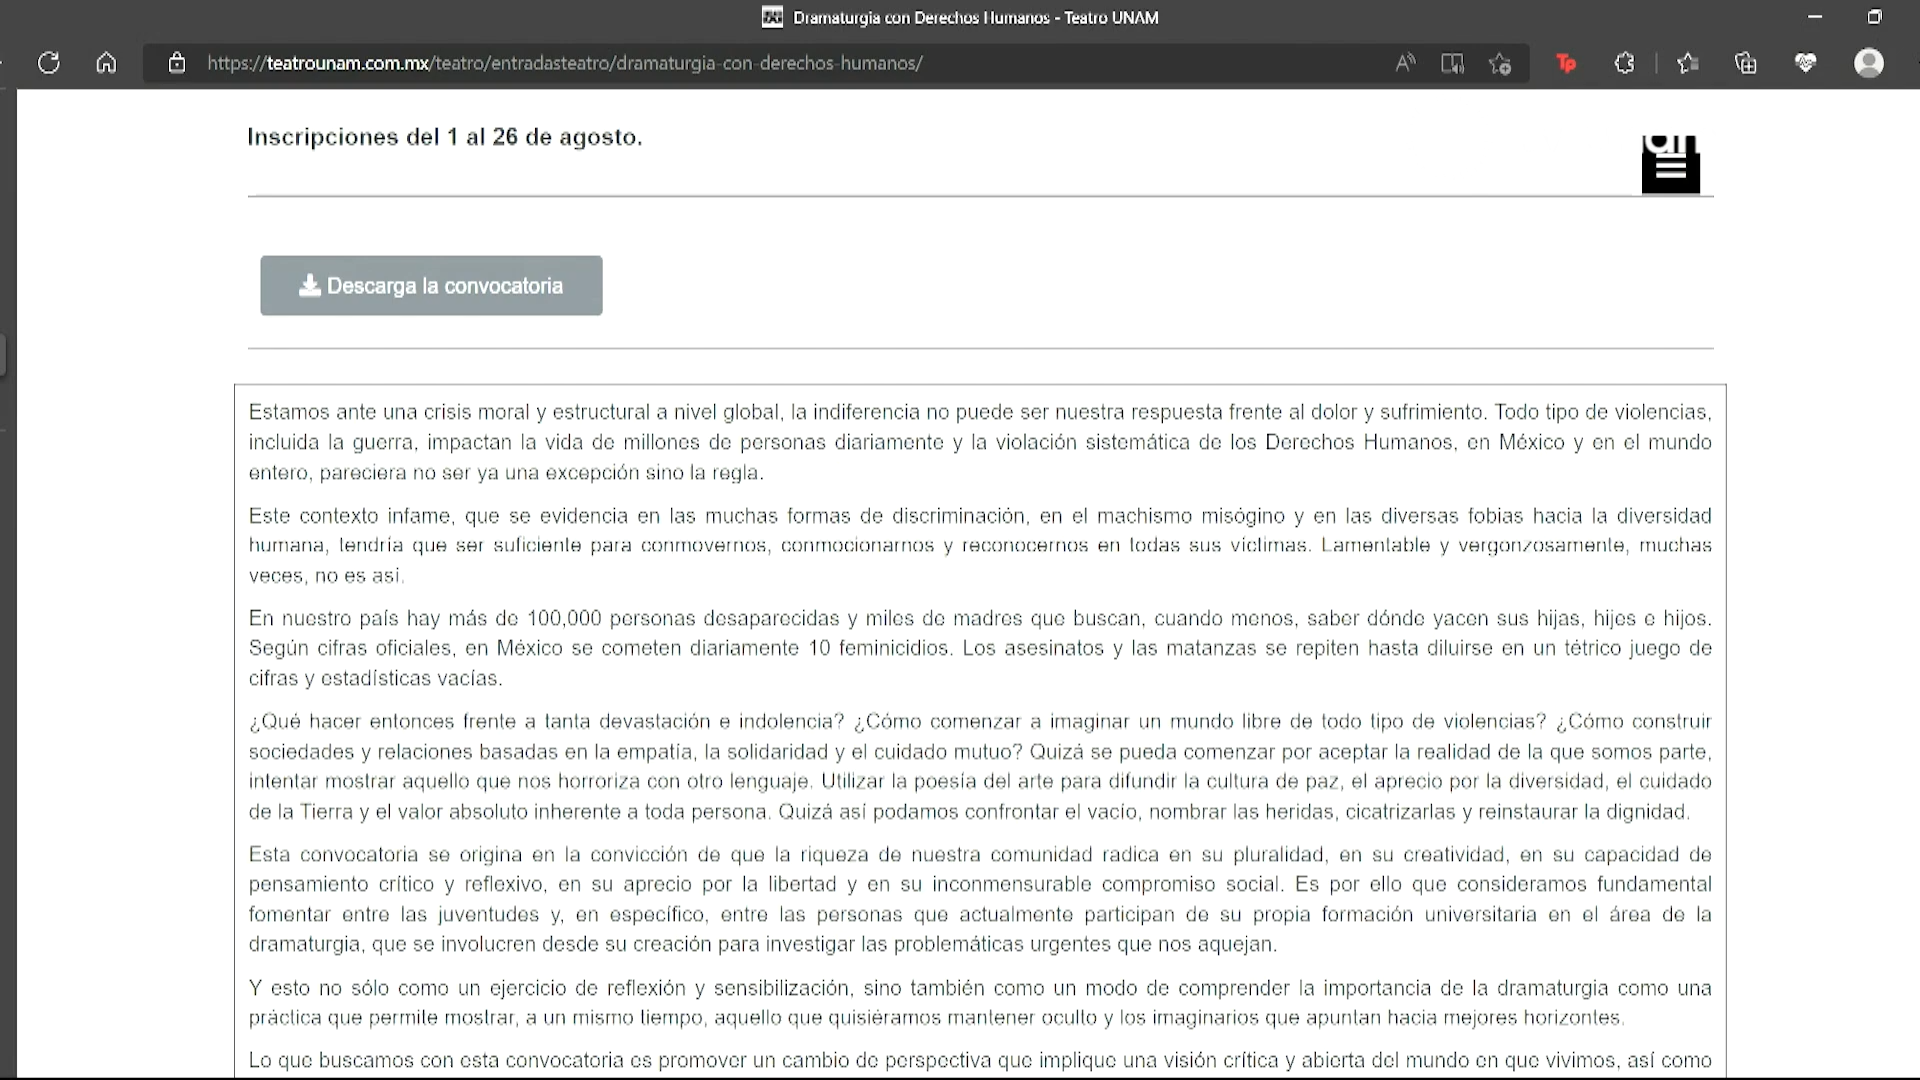 Dramaturgia con Derechos Humanos - Teatro UNAM
https://teatrounam.com.mx/teatro/entradasteatro/dramaturgia-con-derechos-humanos/
Inscripciones del 1 al 26 de agosto.
Descarga la convocatoria
Estamos ante una crisis moral y estructural a nivel global, la indiferencia no puede ser nuestra respuesta frente al dolor y sufrimiento. Todo tipo de violencias,
incluida la guerra, impactan la vida de millones de personas diariamente y la violación sistemática de los Derechos Humanos, en México y en el mundo
entero, pareciera no ser ya una excepción sino la regla.
Este contexto infame, que se evidencia en las muchas formas de discriminación, en el machismo misógino y en las diversas fobias hacia la diversidad
humana, tendría que ser suficiente para conmovernos, conmocionarnos y reconocernos en todas sus víctimas. Lamentable y vergonzosamente, muchas
veces, no es así.
En nuestro país hay más de 100,000 personas desaparecidas y miles de madres que buscan, cuando menos, saber dónde yacen sus hijas, hijes e hijos.
Según cifras oficiales, en México se cometen diariamente 10 feminicidios. Los asesinatos y las matanzas se repiten hasta diluirse en un tétrico juego de
cifras y estadísticas vacías.
¿Qué hacer entonces frente a tanta devastación e indolencia? ¿Cómo comenzar a imaginar un mundo libre de todo tipo de violencias? ¿Cómo construir
sociedades y relaciones basadas en la empatía, la solidaridad y el cuidado mutuo? Quizá se pueda comenzar por aceptar la realidad de la que somos parte,
intentar mostrar aquello que nos horroriza con otro lenguaje. Utilizar la poesía del arte para difundir la cultura de paz, el aprecio por la diversidad, el cuidado
de la Tierra y el valor absoluto inherente a toda persona. Quizá así podamos confrontar el vacío, nombrar las heridas, cicatrizarlas y reinstaurar la dignidad.
Esta convocatoria se origina en la convicción de que la riqueza de nuestra comunidad radica en su pluralidad, en su creatividad, en su capacidad de
pensamiento crítico y reflexivo, en su aprecio por la libertad y en su inconmensurable compromiso social. Es por ello que consideramos fundamental
fomentar entre las juventudes y, en específico, entre las personas que actualmente participan de su propia formación universitaria en el área de la
dramaturgia, que se involucren desde su creación para investigar las problemáticas urgentes que nos aquejan.
Y esto no sólo como un ejercicio de reflexión y sensibilización, sino también como un modo de comprender la importancia de la dramaturgia como una
práctica que permite mostrar, a un mismo tiempo, aquello que quisiéramos mantener oculto y los imaginarios que apuntan hacia mejores horizontes.
Lo que buscamos con esta convocatoria es promover un cambio de perspectiva que implique una visión crítica y abierta del mundo en que vivimos, así como